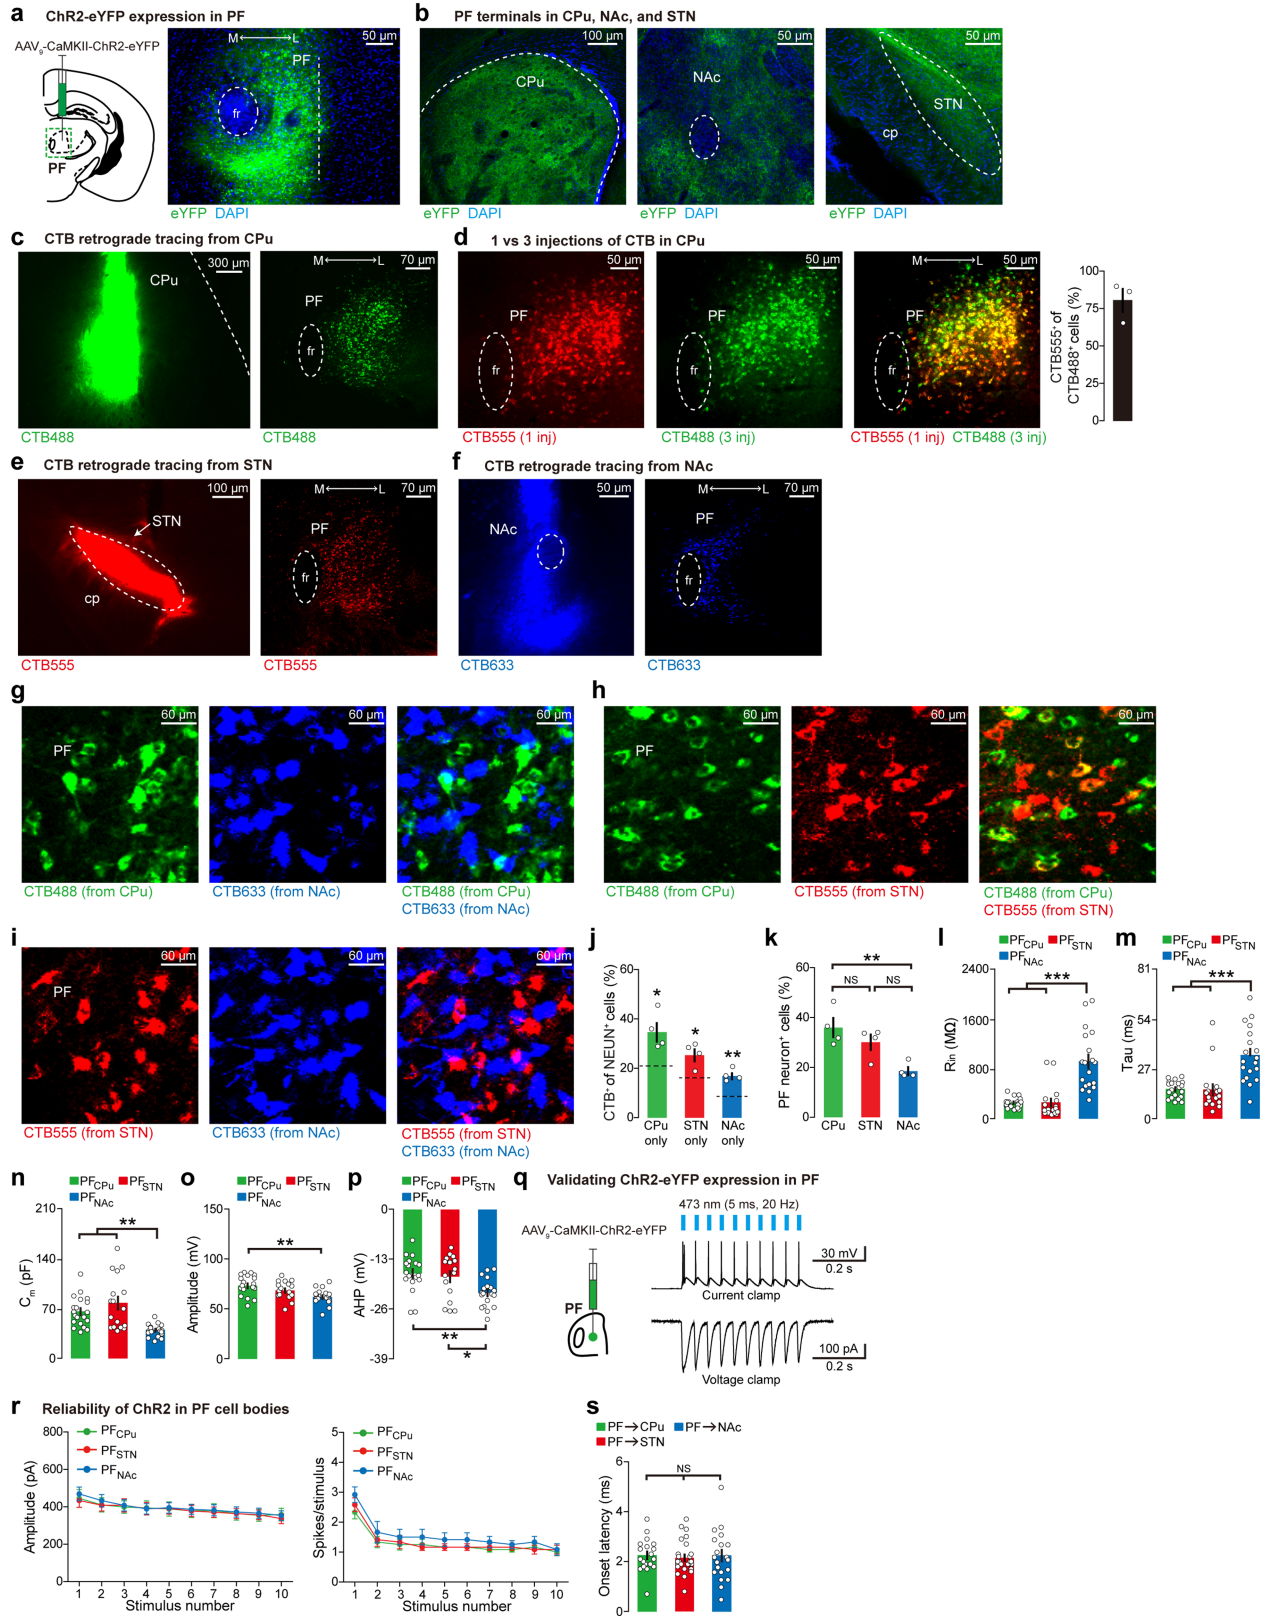 a ChR2-eYFP expression in PF
AAV9-CaMKII-ChR2-eYFP
PF
M L
50 µm
PF
fr
eYFP DAPI
b PF terminals in CPu, NAc, and STN
100 µm
CPu
eYFP DAPI
50 µm
NAc
eYFP DAPI
50 µm
STN
cp
eYFP DAPI
c CTB retrograde tracing from CPu
300 µm
CPu
CTB488
M L
70 µm
PF
fr
CTB488
d 1 vs 3 injections of CTB in CPu
50 µm
PF
fr
CTB555 (1 inj)
50 µm
PF
fr
CTB488 (3 inj)
M L
50 µm
PF
fr
CTB555 (1 inj) CTB488 (3 inj)
CTB555+ of
CTB488+ cells (%)
100
75
50
25
0
e CTB retrograde tracing from STN
100 µm
STN
cp
CTB555
M L
70 µm
PF
fr
CTB555
f CTB retrograde tracing from NAc
50 µm
NAc
CTB633
M L
70 µm
PF
fr
CTB633
g
60 µm
PF
CTB488 (from CPu)
60 µm
CTB633 (from NAc)
60 µm
CTB488 (from CPu)
CTB633 (from NAc)
h
60 µm
PF
CTB488 (from CPu)
60 µm
CTB555 (from STN)
60 µm
CTB488 (from CPu)
CTB555 (from STN)
i
60 µm
PF
CTB555 (from STN)
60 µm
CTB633 (from NAc)
60 µm
CTB555 (from STN)
CTB633 (from NAc)
j
CTB+ of NEUN+ cells (%)
60
40
20
0
*
*
**
CPu STN NAc
only only only
k
PF neuron+ cells (%)
60
40
20
0
**
NS NS
CPu STN NAc
l
PFCPu PFSTN
PFNAc
Rin (MΩ)
2400
1600
800
0
***
m
PFCPu PFSTN
PFNAc
Tau (ms)
81
54
27
0
***
n
PFCPu PFSTN
PFNAc
Cm (pF)
210
140
70
0
**
o
PFCPu PFSTN
PFNAc
Amplitude (mV)
150
100
50
0
**
p
PFCPu PFSTN
PFNAc
AHP (mV)
0
-13
-26
-39
**
*
q Validating ChR2-eYFP expression in PF
473 nm (5 ms, 20 Hz)
AAV9-CaMKII-ChR2-eYFP
PF
30 mV
0.2 s
Current clamp
100 pA
0.2 s
Voltage clamp
r Reliability of ChR2 in PF cell bodies
PFCPu
PFSTN
PFNAc
Amplitude (pA)
800
600
400
200
0
1 2 3 4 5 6 7 8 9 10
Stimulus number
PFCPu
PFSTN
PFNAc
Spikes/stimulus
5
4
3
2
1
0
1 2 3 4 5 6 7 8 9 10
Stimulus number
s
PF→CPu PF→NAc
PF→STN
Onset latency (ms)
6
4
2
0
NS